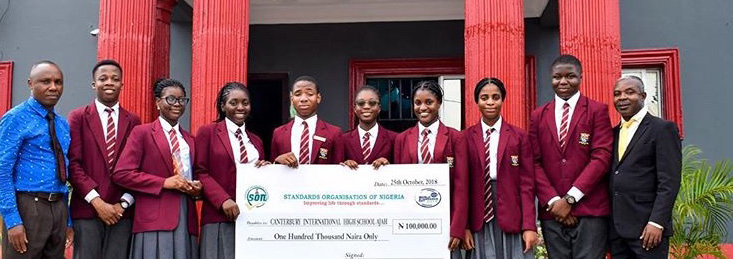 Date: 25th October, 2018
SON
STANDARDS ORGANISATION OF NIGERIA
Improving life through standards...
CANTERBURY INTERNATIONAL HIGH SCHOOL AJAH
N 100,000.00
One Hundred Thousand Naira Only
Signed: